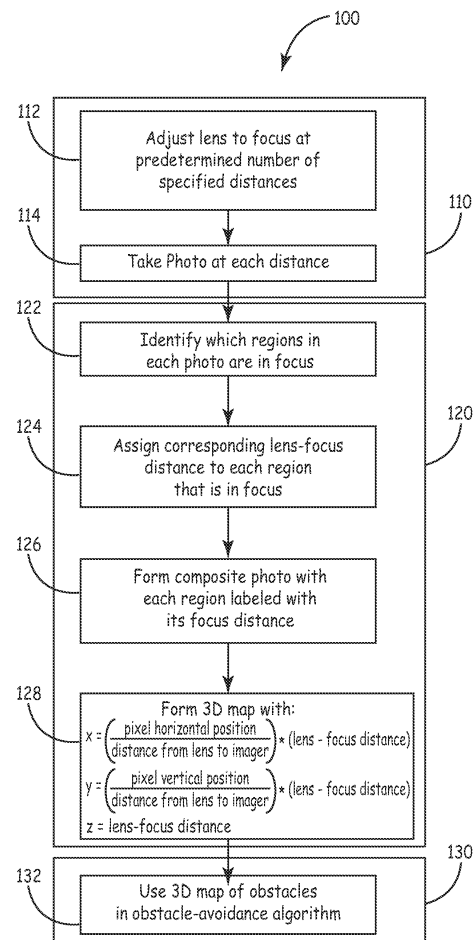 100
112
Adjust lens to focus at
predetermined number of
specified distances
110
114
Take Photo at each distance
122
Identify which regions in
each photo are in focus
120
124
Assign corresponding lens-focus
distance to each region
that is in focus
126
Form composite photo with
each region labeled with
its focus distance
128
Form 3D map with:
x = (pixel horizontal position / distance from lens to imager) * (lens - focus distance)
y = (pixel vertical position / distance from lens to imager) * (lens - focus distance)
z = lens-focus distance
130
132
Use 3D map of obstacles
in obstacle-avoidance algorithm